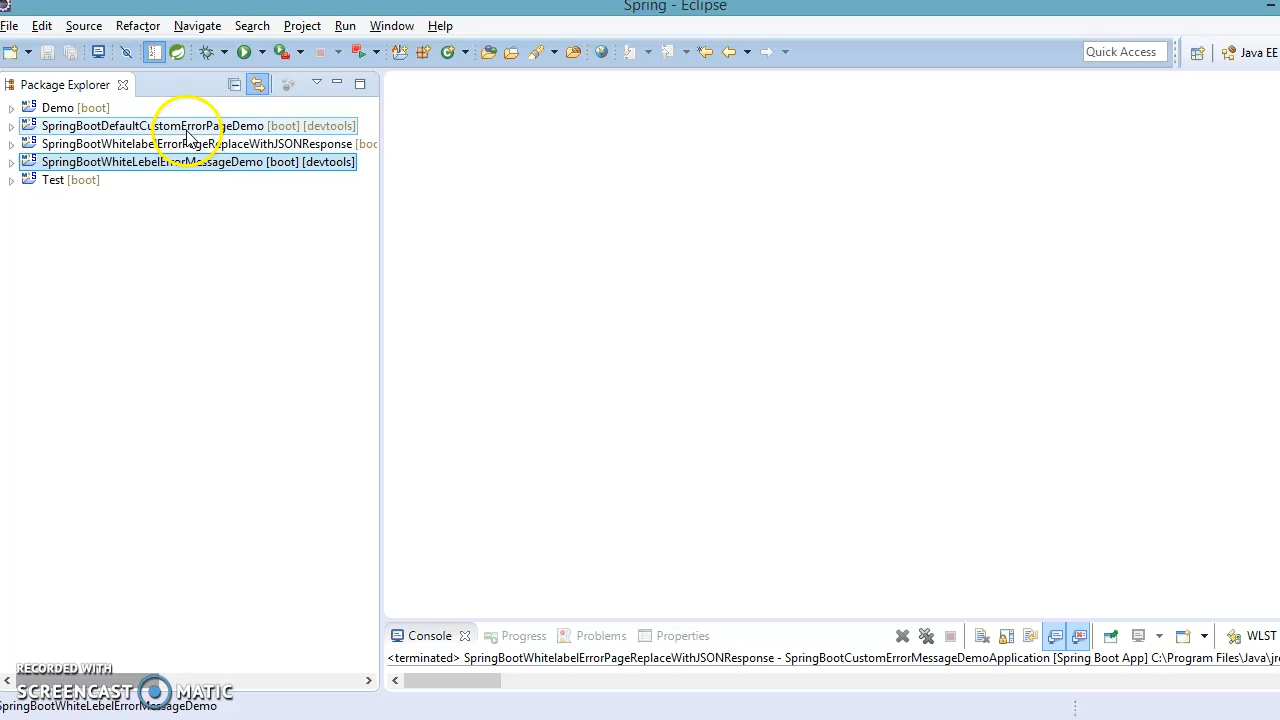 Spring - Eclipse
File Edit Source Refactor Navigate Search Project Run Window Help
Quick Access
Java EE
Package Explorer
Demo [boot]
SpringBootDefaultCustomErrorPageDemo [boot] [devtools]
SpringBootWhitelabelErrorPageReplaceWithJSONResponse [boo
SpringBootWhiteLebelErrorMessageDemo [boot] [devtools]
Test [boot]
Console Progress Problems Properties
WLST
<terminated> SpringBootWhitelabelErrorPageReplaceWithJSONResponse - SpringBootCustomErrorMessageDemoApplication [Spring Boot App] C:\Program Files\Java\jre
RECORDED WITH
SCREENCAST MATIC
SpringBootWhiteLebelErrorMessageDemo